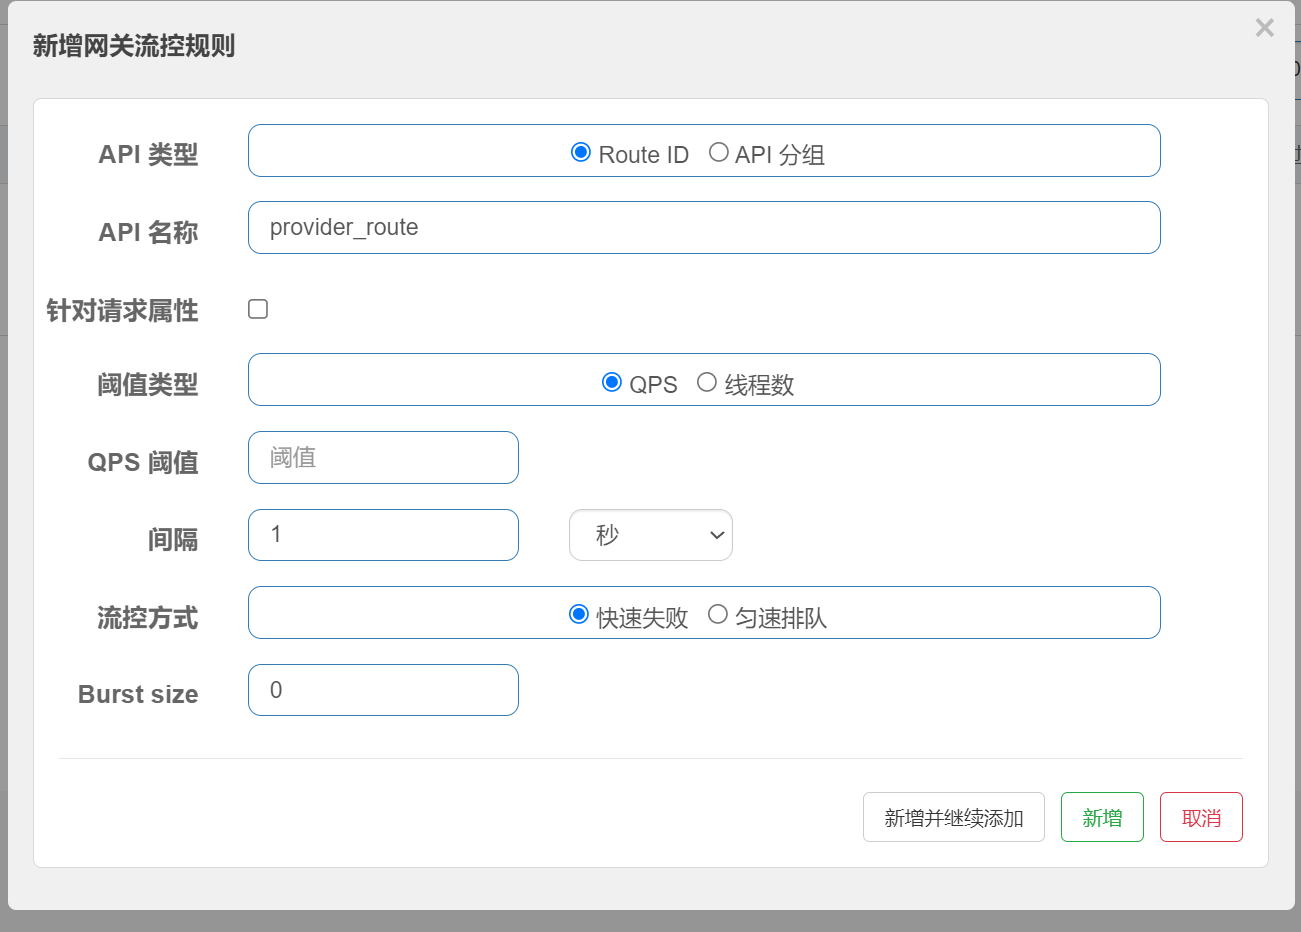 新增网关流控规则
×
API 类型 Route ID API 分组
API 名称 provider_route
针对请求属性
阈值类型 QPS 线程数
QPS 阈值 阈值
间隔 1 秒
流控方式 快速失败 匀速排队
Burst size 0
新增并继续添加 新增 取消